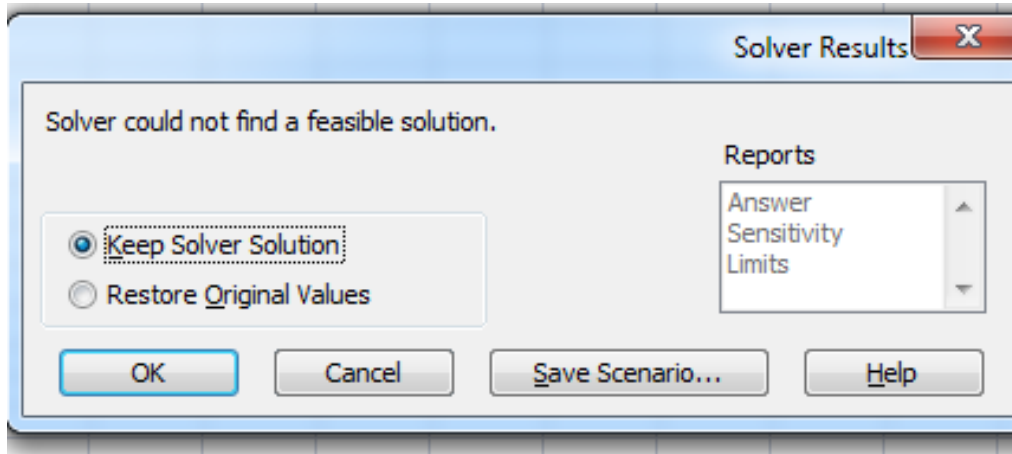 Solver Results
Solver could not find a feasible solution.
Reports
Answer
Sensitivity
Limits
Keep Solver Solution
Restore Original Values
OK
Cancel
Save Scenario...
Help